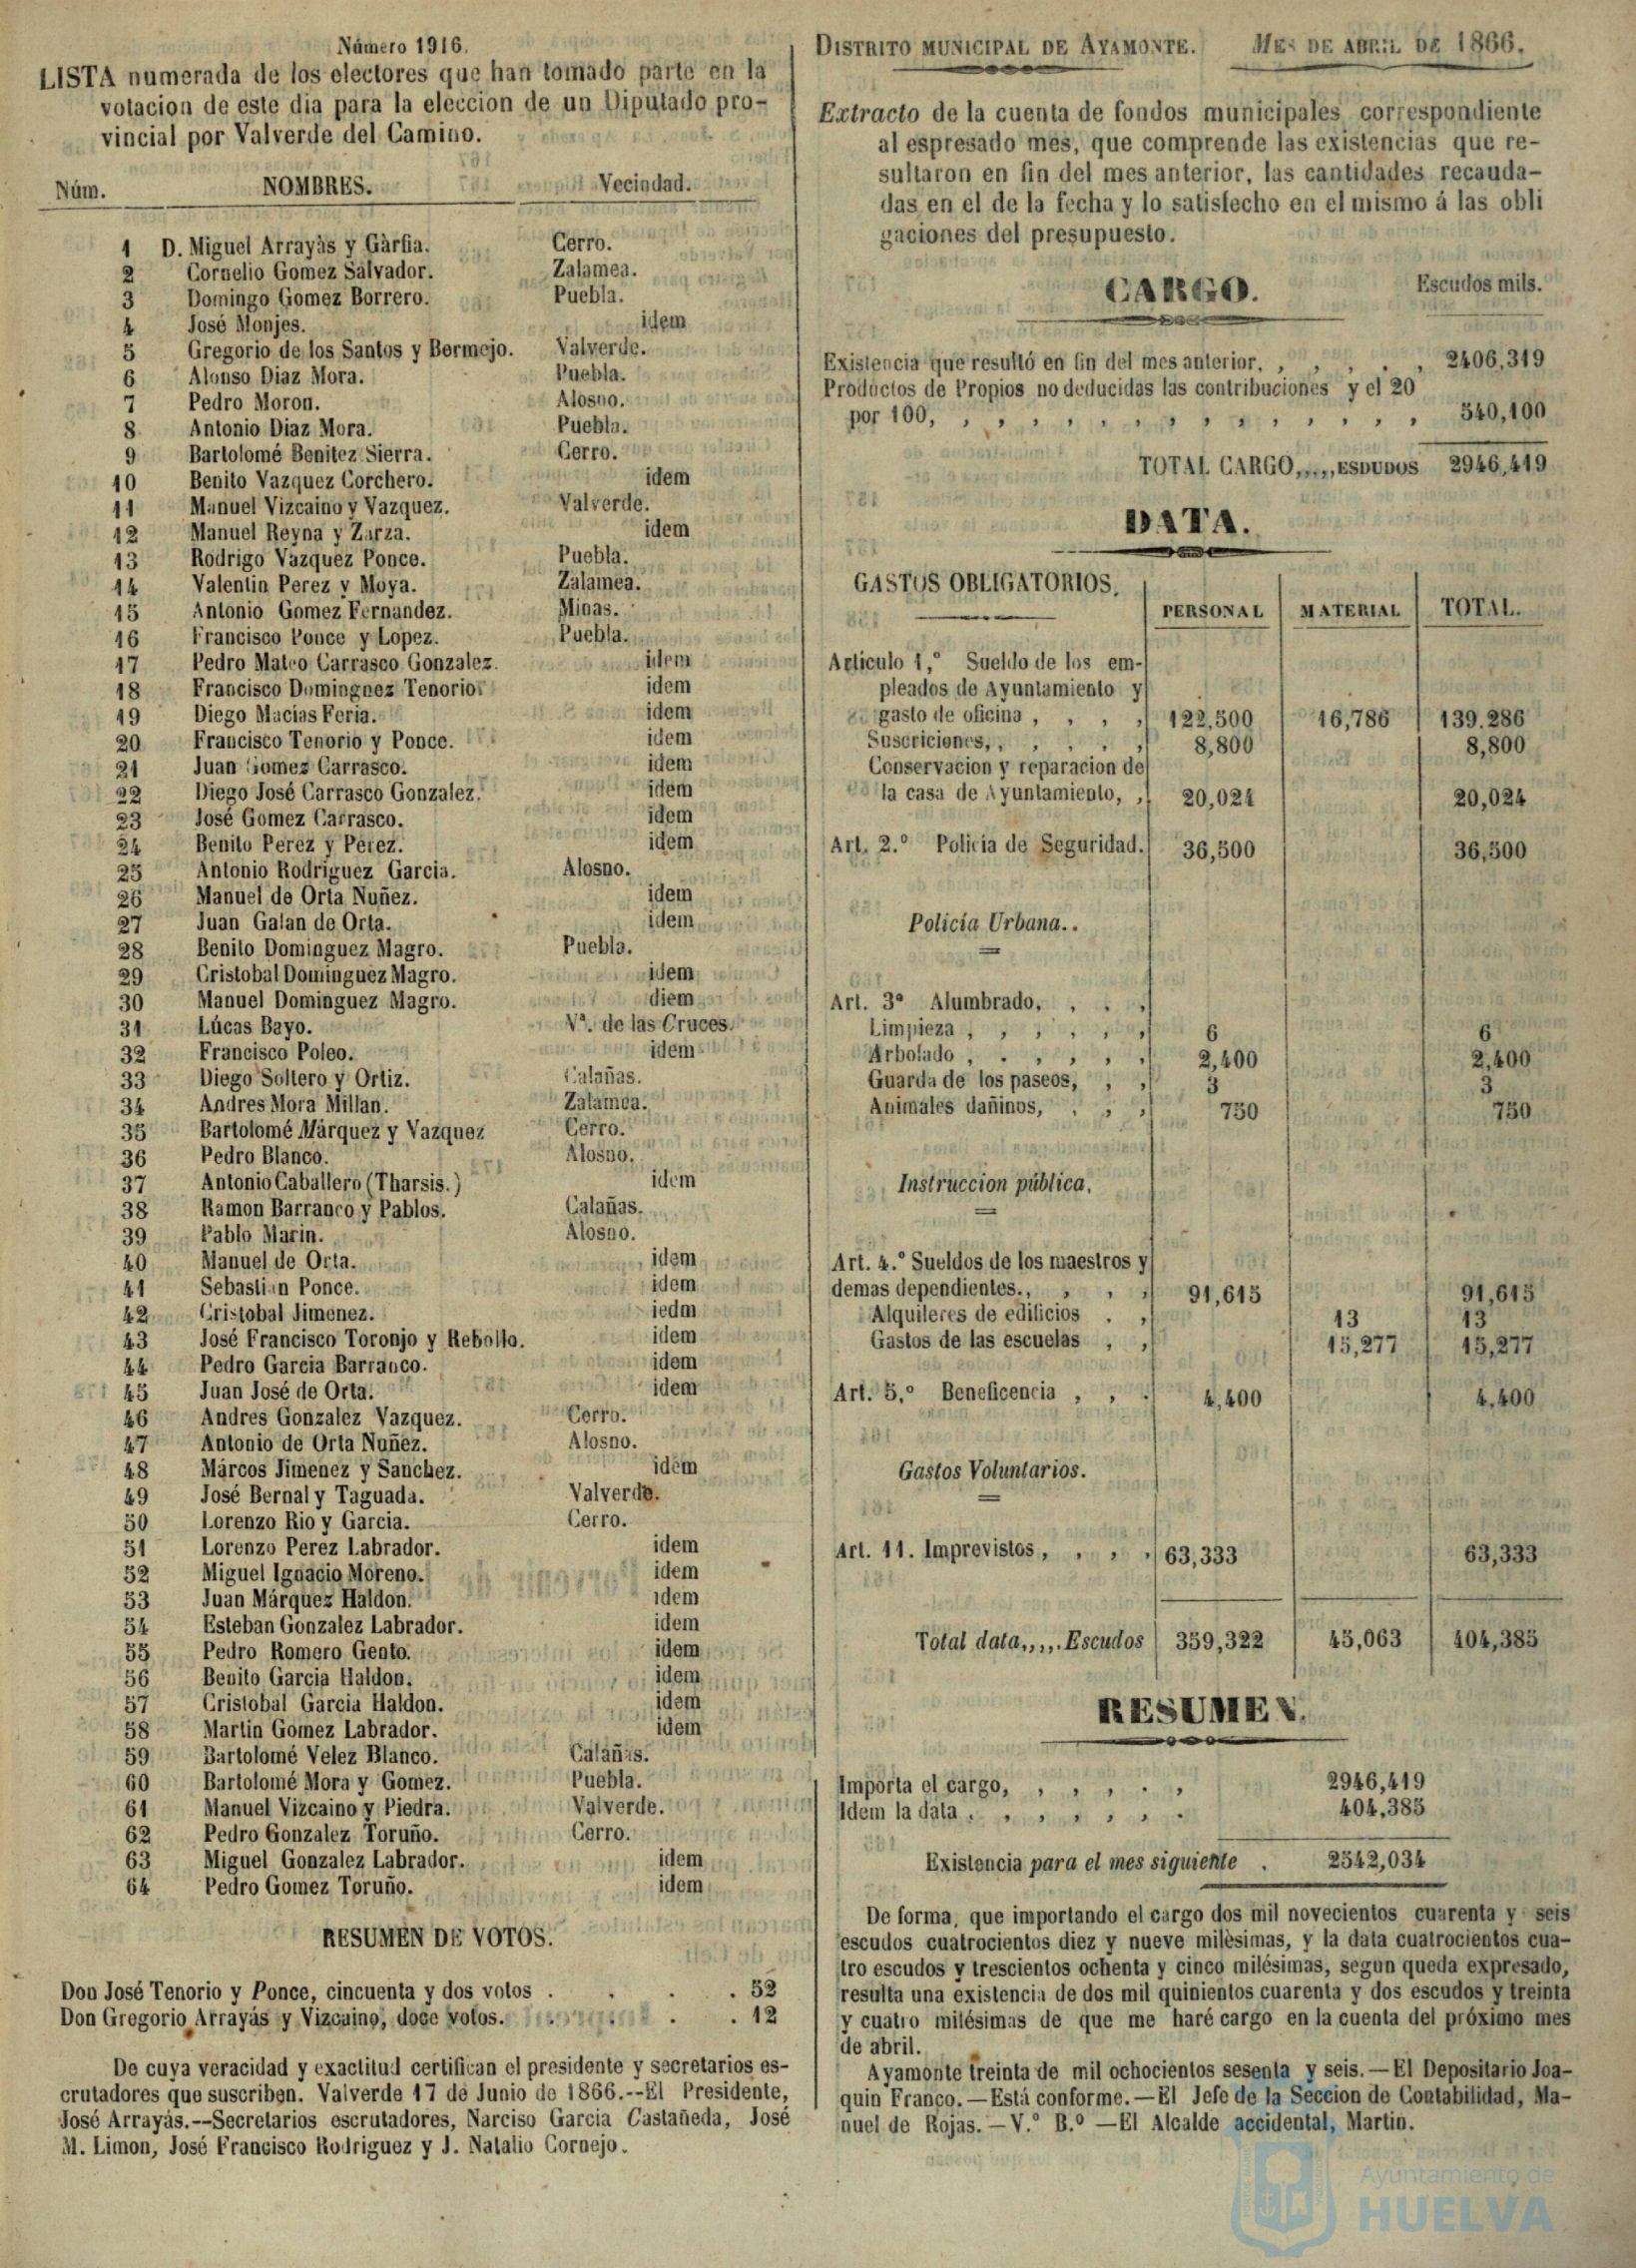 Número 1916.
LISTA numerada de los electores que han tomado parte en la
votacion de este dia para la eleccion de un Diputado pro-
vincial por Valverde del Camino.
Núm. NOMBRES. Vecindad.
1 D. Miguel Arrayàs y Gàrfia. Cerro.
2 Cornelio Gomez Salvador. Zalamea.
3 Domingo Gomez Borrero. Puebla.
4 José Monjes. idem
5 Gregorio de los Santos y Bermejo. Valverde.
6 Alonso Diaz Mora. Puebla.
7 Pedro Moron. Alosno.
8 Antonio Diaz Mora. Puebla.
9 Bartolomé Benitez Sierra. Cerro.
10 Benito Vazquez Corchero. idem
11 Manuel Vizcaino y Vazquez. Valverde.
12 Manuel Reyna y Zarza. idem
13 Rodrigo Vazquez Ponce. Puebla.
14 Valentin Perez y Moya. Zalamea.
15 Antonio Gomez Fernandez. Minas.
16 Francisco Ponce y Lopez. Puebla.
17 Pedro Mateo Carrasco Gonzalez. idem
18 Francisco Dominguez Tenorio. idem
19 Diego Macías Feria. idem
20 Francisco Tenorio y Ponce. idem
21 Juan Gomez Carrasco. idem
22 Diego José Carrasco Gonzalez. idem
23 José Gomez Carrasco. idem
24 Benito Perez y Perez. idem
25 Antonio Rodriguez Garcia. Alosno.
26 Manuel de Orta Nuñez. idem
27 Juan Galan de Orta. idem
28 Benito Dominguez Magro. Puebla.
29 Cristobal Dominguez Magro. idem
30 Manuel Dominguez Magro. diem
31 Lúcas Bayo. Vª. de las Cruces.
32 Francisco Poleo. idem
33 Diego Soltero y Ortiz. Calañas.
34 Andres Mora Millan. Zalamea.
35 Bartolomé Márquez y Vazquez Cerro.
36 Pedro Blanco. Alosno.
37 Antonio Caballero (Tharsis.) idem
38 Ramon Barranco y Pablos. Calañas.
39 Pablo Marin. Alosno.
40 Manuel de Orta. idem
41 Sebastian Ponce. idem
42 Cristobal Jimenez. iedm
43 José Francisco Toronjo y Rebollo. idem
44 Pedro Garcia Barranco. idem
45 Juan José de Orta. idem
46 Andres Gonzalez Vazquez. Cerro.
47 Antonio de Orta Nuñez. Alosno.
48 Márcos Jimenez y Sanchez. idem
49 José Bernal y Taguada. Valverde.
50 Lorenzo Rio y Garcia. Cerro.
51 Lorenzo Perez Labrador. idem
52 Miguel Ignacio Moreno. idem
53 Juan Márquez Haldon. idem
54 Esteban Gonzalez Labrador. idem
55 Pedro Romero Gento. idem
56 Benito Garcia Haldon. idem
57 Cristobal Garcia Haldon. idem
58 Martin Gomez Labrador. idem
59 Bartolomé Velez Blanco. Calañas.
60 Bartolomé Mora y Gomez. Puebla.
61 Manuel Vizcaino y Piedra. Valverde.
62 Pedro Gonzalez Toruño. Cerro.
63 Miguel Gonzalez Labrador. idem
64 Pedro Gomez Toruño. idem
RESUMEN DE VOTOS.
Don José Tenorio y Ponce, cincuenta y dos votos . . . . 52
Don Gregorio Arrayás y Vizcaino, doce votos. . . . . 12
De cuya veracidad y exactitud certifican el presidente y secretarios es-
crutadores que suscriben. Valverde 17 de Junio de 1866.--El Presidente,
José Arrayás.--Secretarios escrutadores, Narciso Garcia Castañeda, José
M. Limon, José Francisco Rodriguez y J. Natalio Cornejo.
DISTRITO MUNICIPAL DE AYAMONTE. MES DE ABRIL DE 1866.
Extracto de la cuenta de fondos municipales correspondiente
al espresado mes, que comprende las existencias que re-
sultaron en fin del mes anterior, las cantidades recauda-
das en el de la fecha y lo satisfecho en el mismo á las obli
gaciones del presupuesto.
CARGO. Escudos mils.
Existencia que resultó en fin del mes anterior, , , , . , 2406,319
Productos de Propios no deducidas las contribuciones y el 20
por 100, , , , , , , , , , , , , , , 540,100
TOTAL CARGO,..,,ESDUDOS 2946,419
DATA.
GASTOS OBLIGATORIOS.
PERSONAL MATERIAL TOTAL.
Articulo 1,º Sueldo de los em-
pleados de Ayuntamiento y
gasto de oficina , , , , 122,500 16,786 139.286
Suscriciones, , , , , , 8,800 8,800
Conservacion y reparacion de
la casa de Ayuntamiento, , 20,024 20,024
Art. 2.º Policia de Seguridad. 36,500 36,500
Policía Urbana..
Art. 3º Alumbrado, , . ,
Limpieza , , , , , , 6 6
Arbolado , . , , , , 2,400 2,400
Guarda de los paseos, , , 3 3
Animales dañinos, , , , 750 750
Instruccion pública.
Art. 4.º Sueldos de los maestros y
demas dependientes., , , , 91,615 91,615
Alquileres de edificios . , 13 13
Gastos de las escuelas , , 15,277 15,277
Art. 5.º Beneficencia , , . 4,400 4,400
Gastos Voluntarios.
Art. 11. Imprevistos , , , , 63,333 63,333
Total data,,,,,Escudos 359,322 45,063 404,385
RESUMEN.
Importa el cargo, , , , , . , 2946,419
Idem la data . , , , , , . 404,385
Existencia para el mes siguiente . 2542,034
De forma, que importando el cargo dos mil novecientos cuarenta y seis
escudos cuatrocientos diez y nueve milésimas, y la data cuatrocientos cua-
tro escudos y trescientos ochenta y cinco milésimas, segun queda expresado,
resulta una existencia de dos mil quinientos cuarenta y dos escudos y treinta
y cuatro milésimas de que me haré cargo en la cuenta del próximo mes
de abril.
Ayamonte treinta de mil ochocientos sesenta y seis.—El Depositario Joa-
quin Franco.—Está conforme.—El Jefe de la Seccion de Contabilidad, Ma-
nuel de Rojas.—V.º B.º—El Alcalde accidental, Martin.
Ayuntamiento de
HUELVA